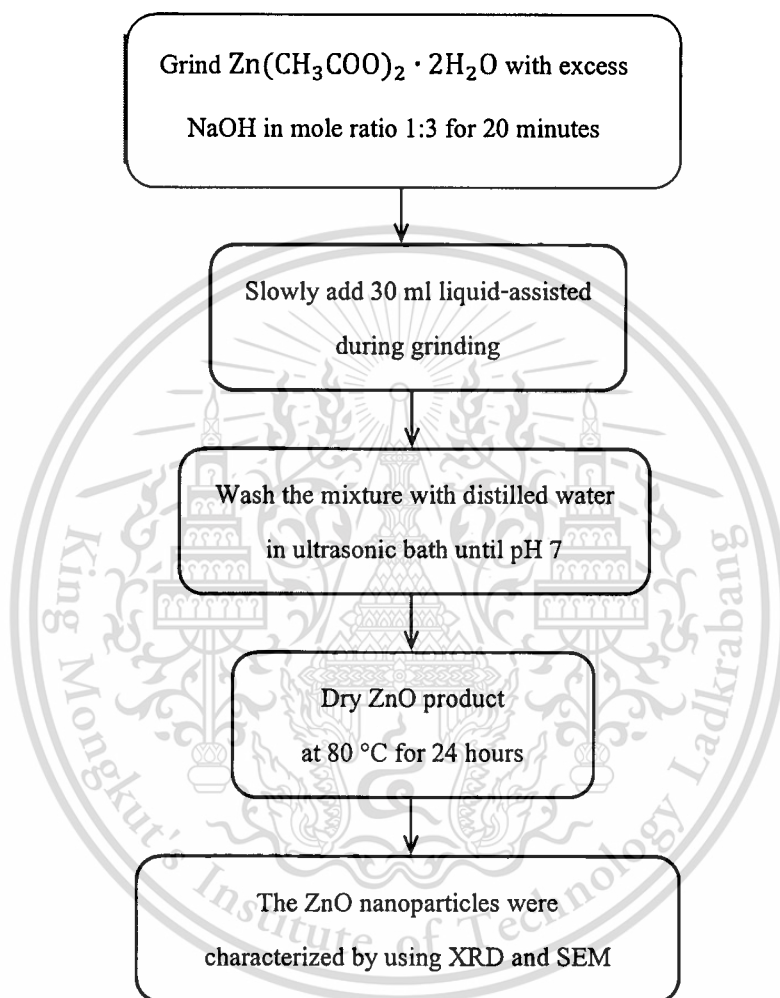 Grind Zn(CH₃COO)₂ · 2H₂O with excess
NaOH in mole ratio 1:3 for 20 minutes
Slowly add 30 ml liquid-assisted
during grinding
Wash the mixture with distilled water
in ultrasonic bath until pH 7
Dry ZnO product
at 80 °C for 24 hours
The ZnO nanoparticles were
characterized by using XRD and SEM
King Mongkut's Institute of Technology Ladkrabang